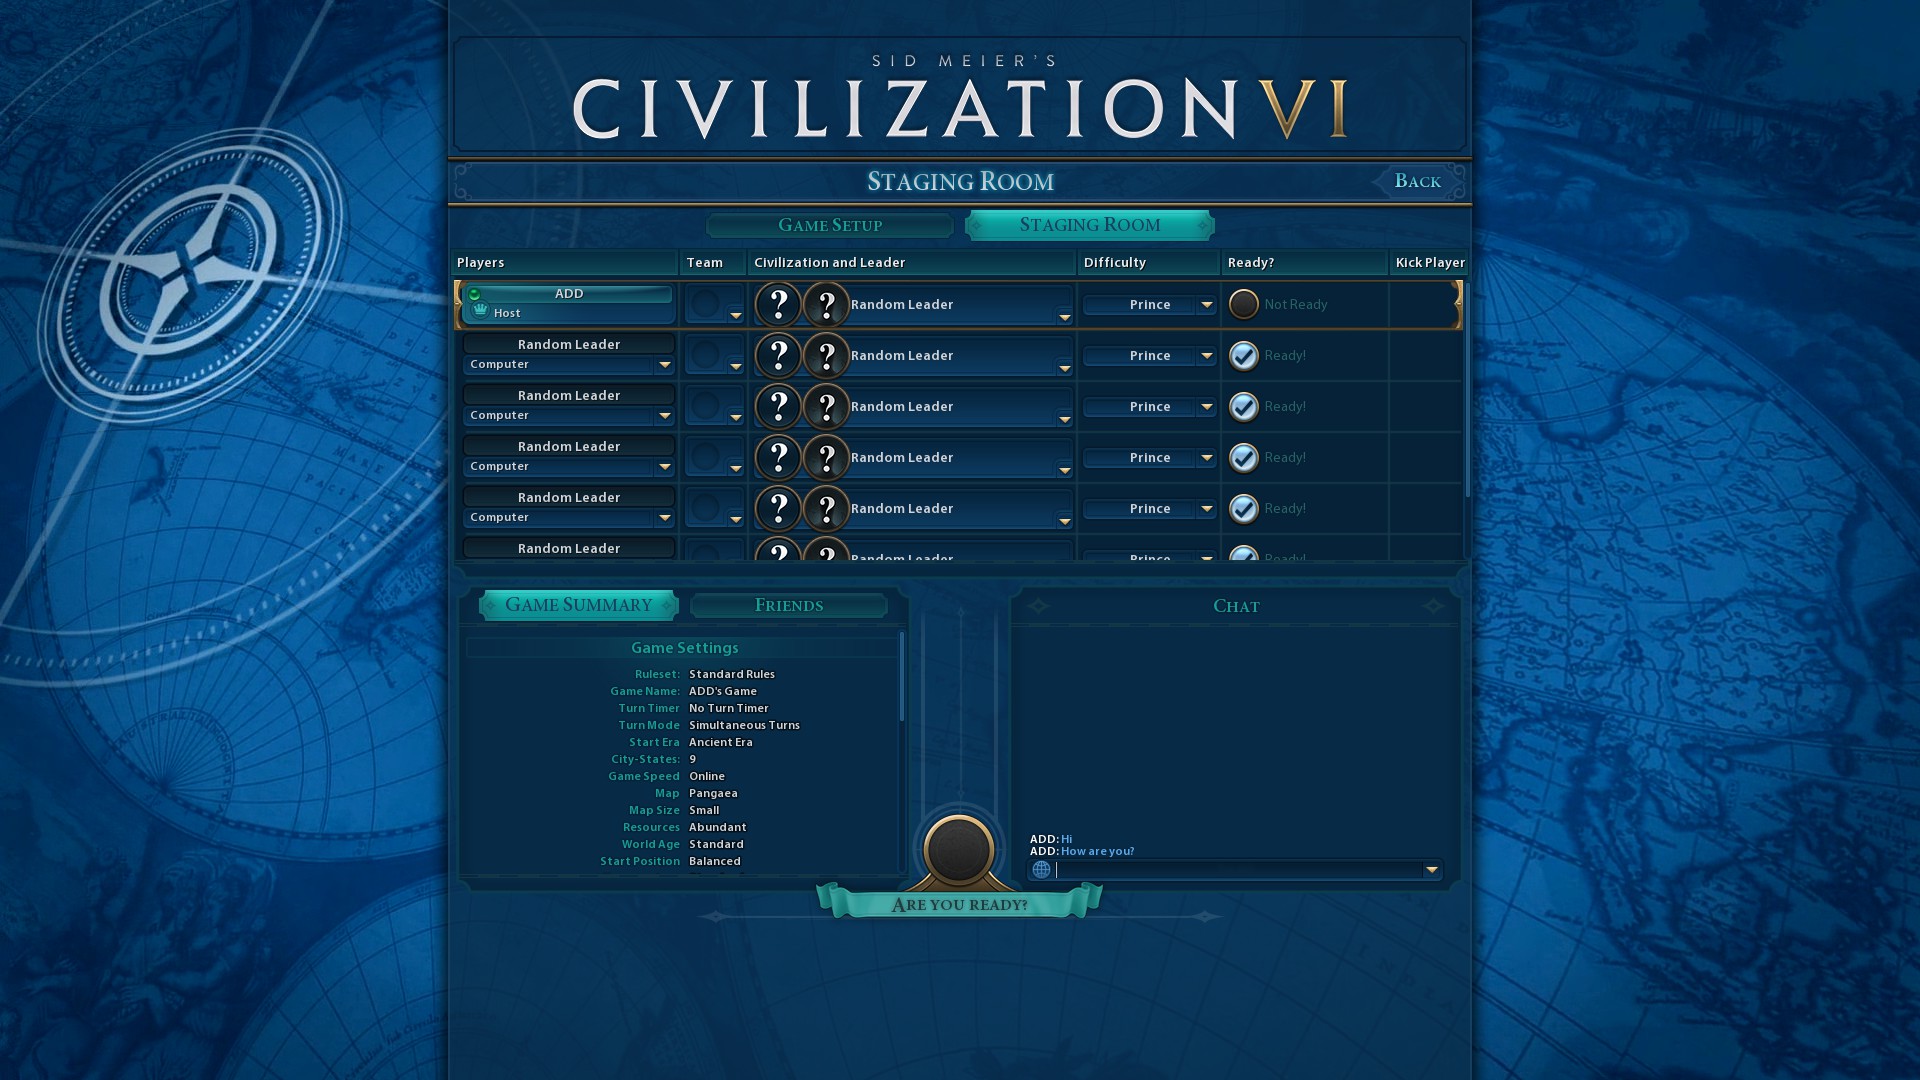 SID MEIER'S
CIVILIZATION VI
STAGING ROOM
BACK
GAME SETUP
STAGING ROOM
Players
Team
Civilization and Leader
Difficulty
Ready?
Kick Player
ADD
Host
? ? Random Leader
Prince
Not Ready
Random Leader
Computer
? ? Random Leader
Prince
Ready!
Random Leader
Computer
? ? Random Leader
Prince
Ready!
Random Leader
Computer
? ? Random Leader
Prince
Ready!
Random Leader
Computer
? ? Random Leader
Prince
Ready!
Random Leader
? ? Random Leader
Prince
Ready!
GAME SUMMARY
FRIENDS
Game Settings
Ruleset: Standard Rules
Game Name: ADD's Game
Turn Timer No Turn Timer
Turn Mode Simultaneous Turns
Start Era Ancient Era
City-States: 9
Game Speed Online
Map Pangaea
Map Size Small
Resources Abundant
World Age Standard
Start Position Balanced
CHAT
ADD: Hi
ADD: How are you?
ARE YOU READY?